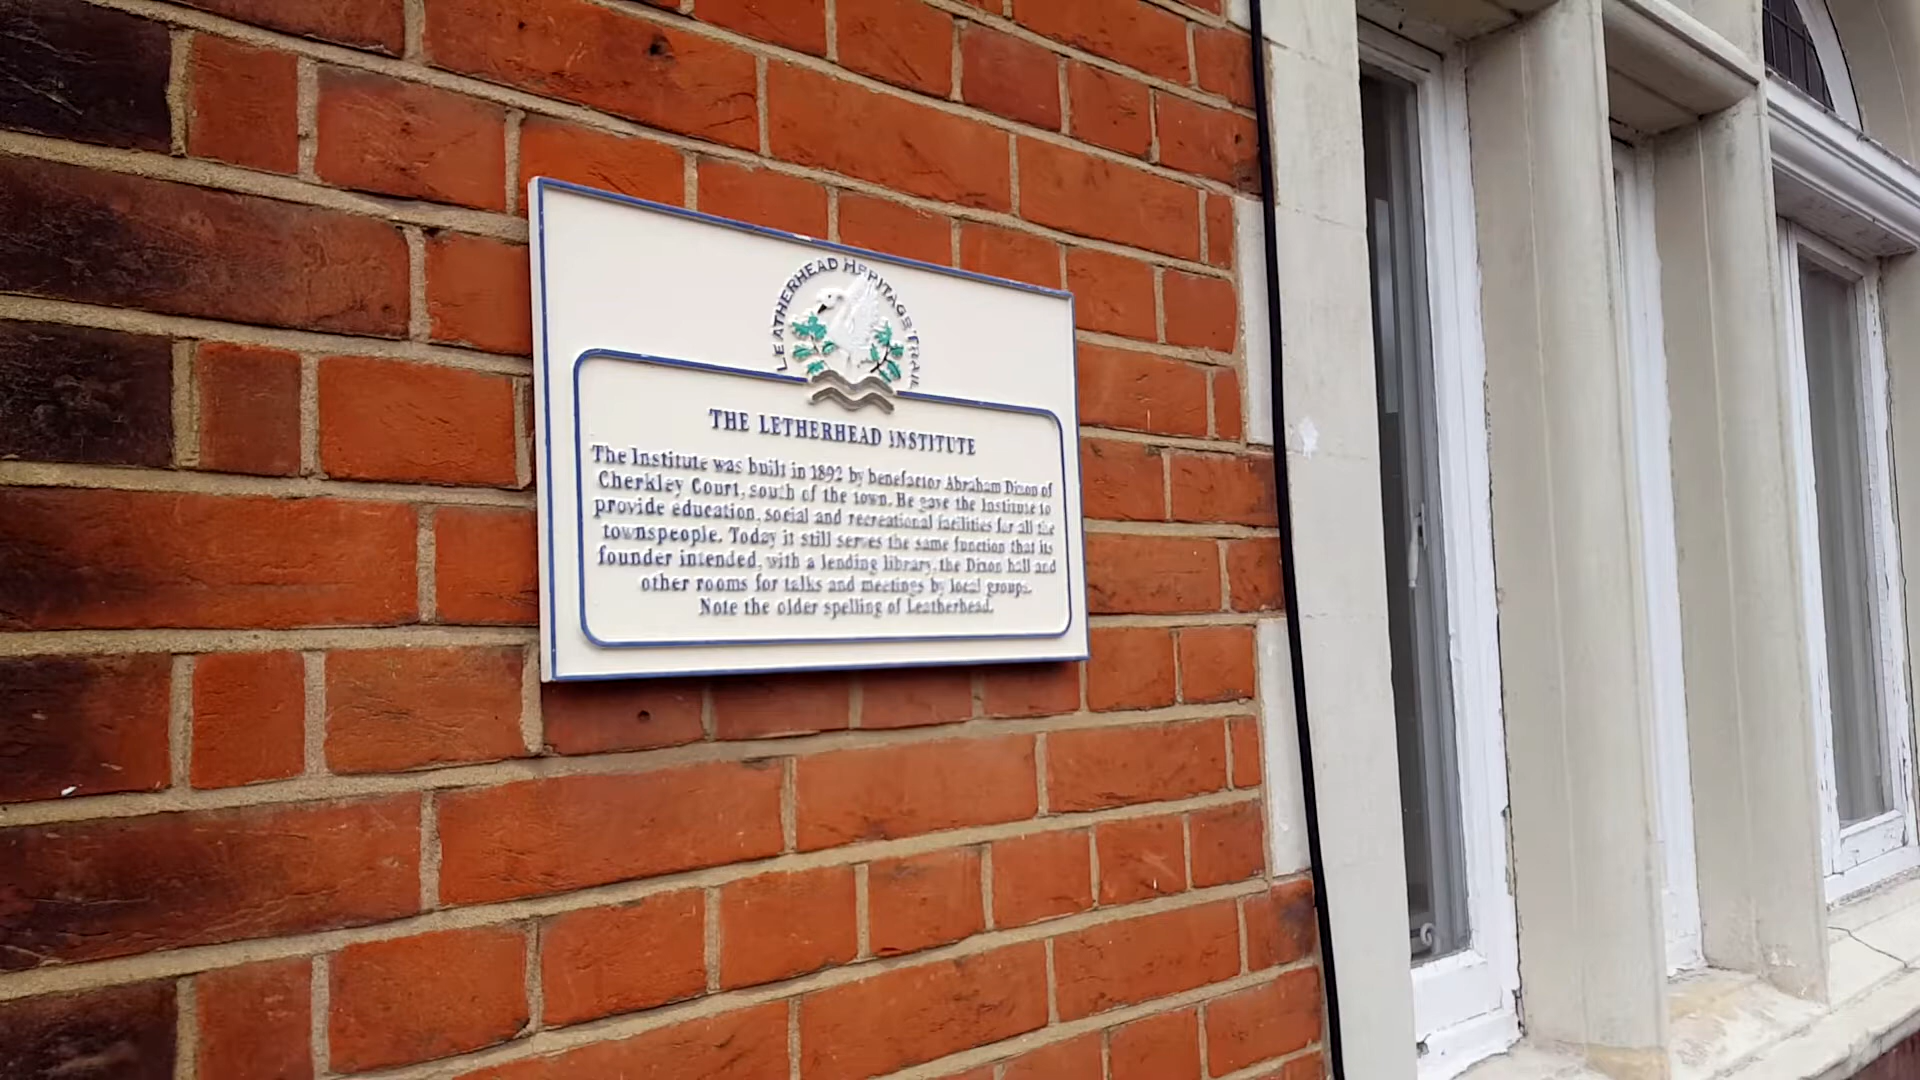 LEATHERHEAD HERITAGE TRAIL
THE LETHERHEAD INSTITUTE
The Institute was built in 1892 by benefactor Abraham Dixon of
Cherkley Court, south of the town. He gave the Institute to
provide education, social and recreational facilities for all the
townspeople. Today it still serves the same function that its
founder intended, with a lending library, the Dixon hall and
other rooms for talks and meetings by local groups.
Note the older spelling of Leatherhead.